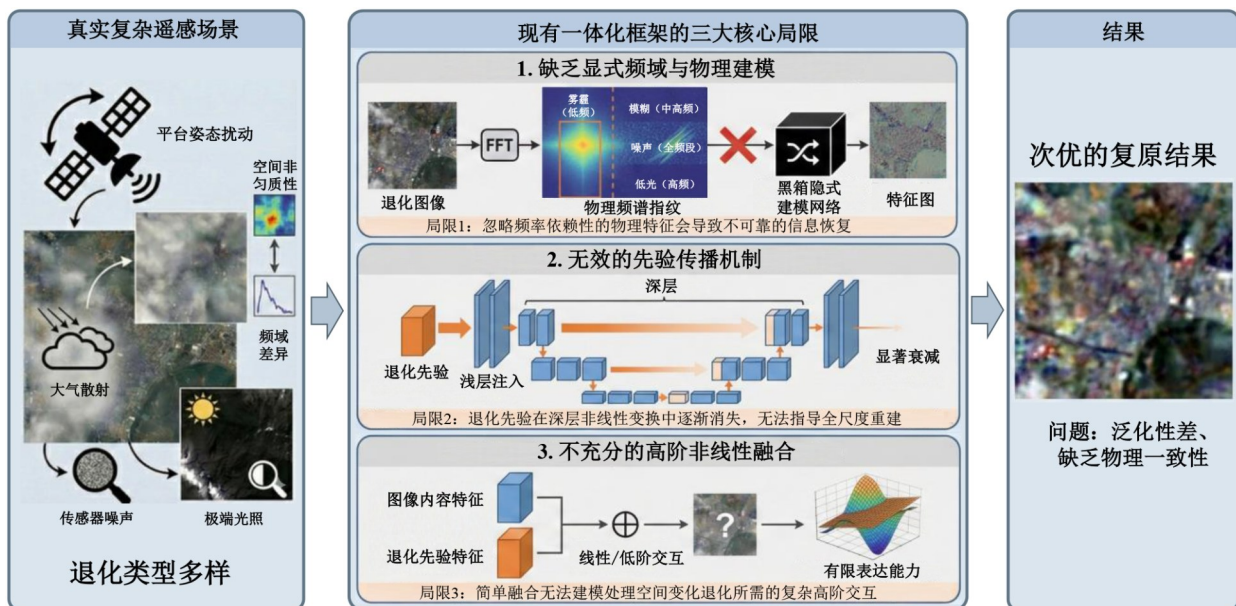 真实复杂遥感场景
平台姿态扰动
空间非
匀质性
频域
差异
大气散射
传感器噪声
极端光照
退化类型多样
现有一体化框架的三大核心局限
1. 缺乏显式频域与物理建模
退化图像
FFT
雾霾
(低频)
模糊(中高频)
噪声(全频段)
低光(高频)
物理频谱指纹
黑箱隐式
建模网络
特征图
局限1：忽略频率依赖性的物理特征会导致不可靠的信息恢复
2. 无效的先验传播机制
深层
退化先验
浅层注入
显著衰减
局限2：退化先验在深层非线性变换中逐渐消失，无法指导全尺度重建
3. 不充分的高阶非线性融合
图像内容特征
退化先验特征
线性/低阶交互
?
有限表达能力
局限3：简单融合无法建模处理空间变化退化所需的复杂高阶交互
结果
次优的复原结果
问题：泛化性差、
缺乏物理一致性